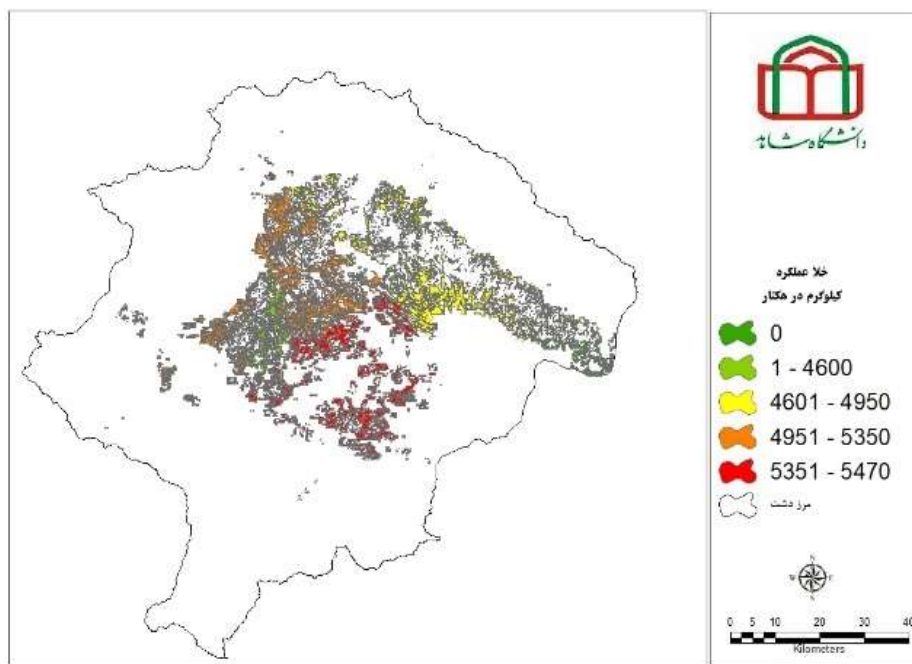 دانشگاه شاهد
خلا عملکرد
کیلوگرم در هکتار
0
1 - 4600
4601 - 4950
4951 - 5350
5351 - 5470
مرز دشت
N
W E
0 5 10 20 30 40
Kilometers